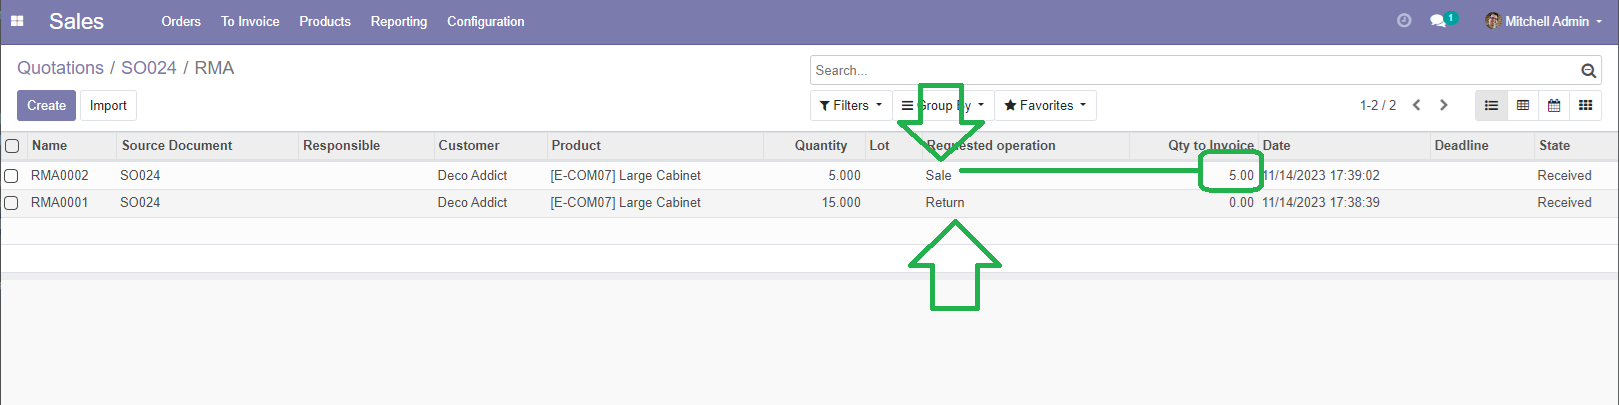 Sales Orders To Invoice Products Reporting Configuration 1 Mitchell Admin
Quotations / SO024 / RMA Search...
Create Import Filters Group By Favorites 1-2 / 2
Name Source Document Responsible Customer Product Quantity Lot Requested operation Qty to Invoice Date Deadline State
RMA0002 SO024 Deco Addict [E-COM07] Large Cabinet 5.000 Sale 5.00 11/14/2023 17:39:02 Received
RMA0001 SO024 Deco Addict [E-COM07] Large Cabinet 15.000 Return 0.00 11/14/2023 17:38:39 Received